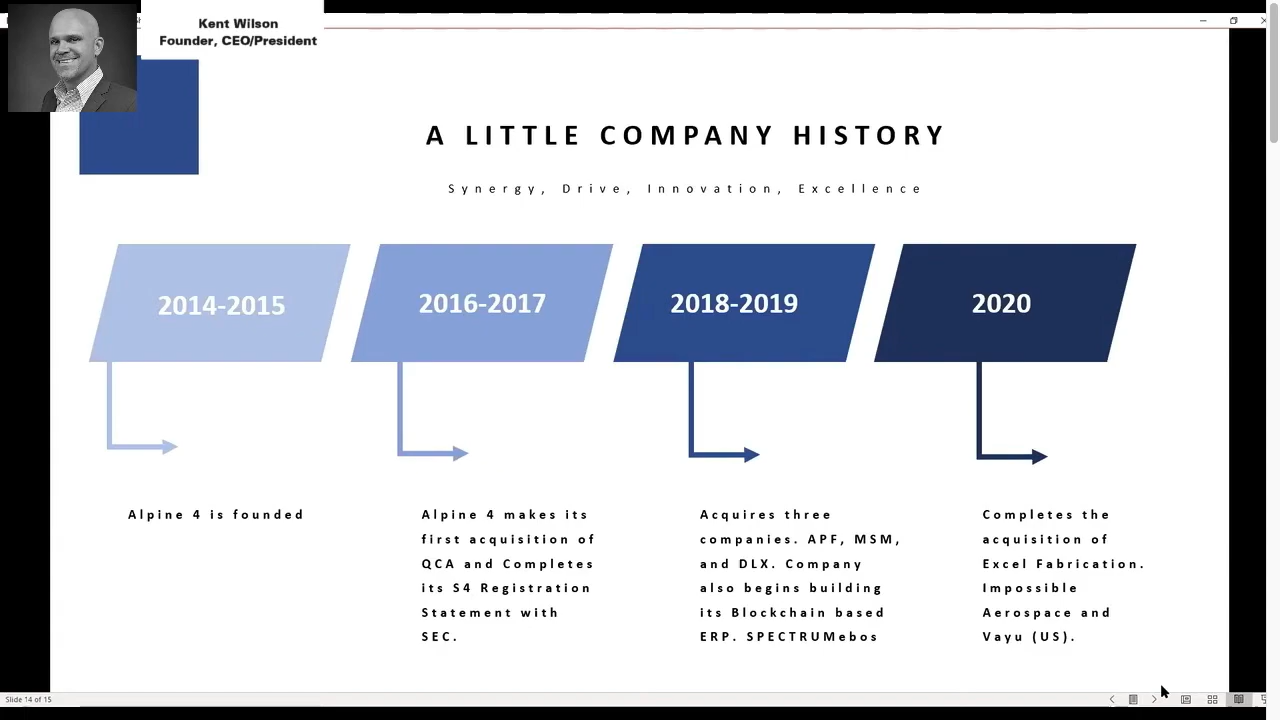 Kent Wilson
Founder, CEO/President
A LITTLE COMPANY HISTORY
Synergy, Drive, Innovation, Excellence
2014-2015
2016-2017
2018-2019
2020
Alpine 4 is founded
Alpine 4 makes its
first acquisition of
QCA and Completes
its S4 Registration
Statement with
SEC.
Acquires three
companies. APF, MSM,
and DLX. Company
also begins building
its Blockchain based
ERP. SPECTRUMebos
Completes the
acquisition of
Excel Fabrication.
Impossible
Aerospace and
Vayu (US).
Slide 14 of 15